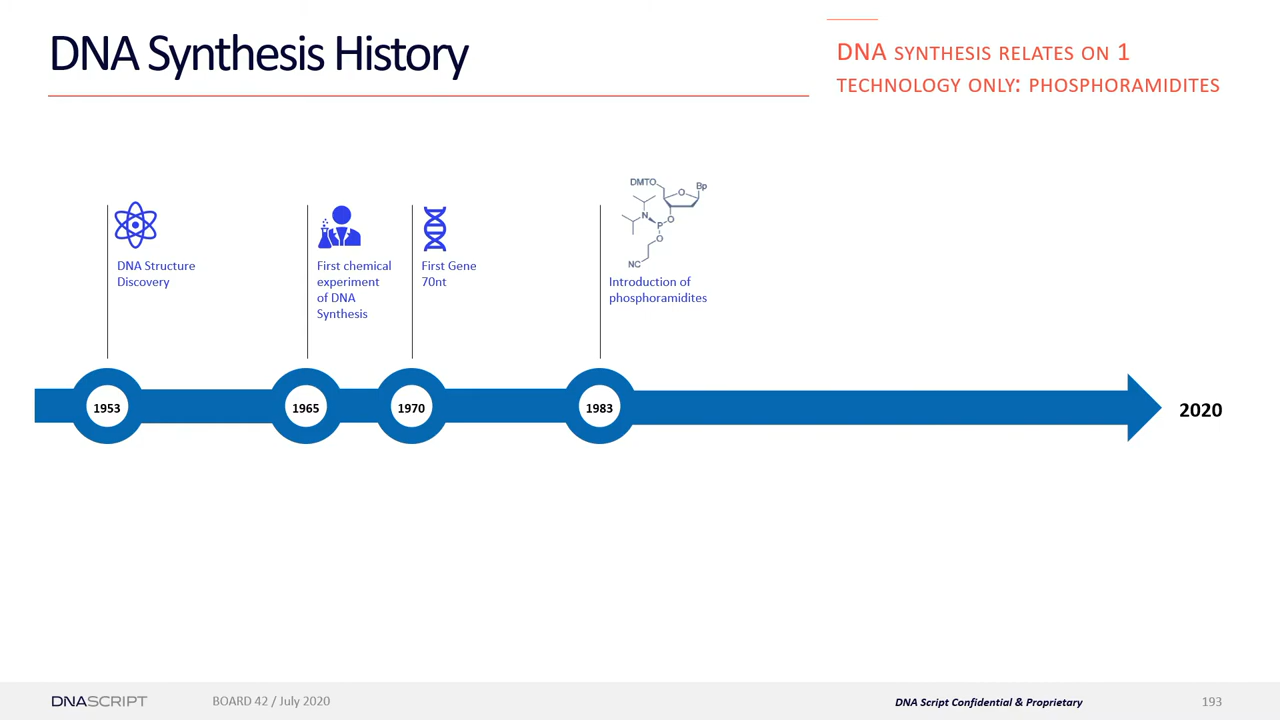 DNA Synthesis History
DNA SYNTHESIS RELATES ON 1
TECHNOLOGY ONLY: PHOSPHORAMIDITES
DNA Structure
Discovery
First chemical
experiment
of DNA
Synthesis
First Gene
70nt
DMTO
Bp
O
N
O
P
O
NC
Introduction of
phosphoramidites
1953
1965
1970
1983
2020
DNASCRIPT
BOARD 42 / July 2020
DNA Script Confidential & Proprietary
193